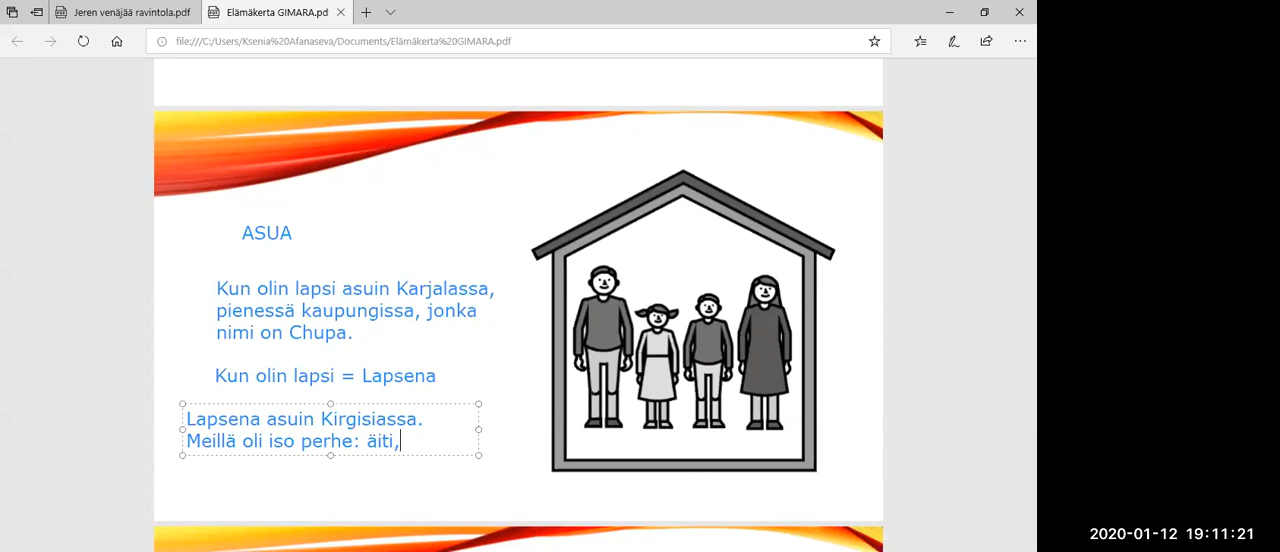 Jeren venäjää ravintola.pdf
Elämäkerta GIMARA.pd
file:///C:/Users/Ksenia%20Afanaseva/Documents/Elämäkerta%20GIMARA.pdf
ASUA
Kun olin lapsi asuin Karjalassa,
pienessä kaupungissa, jonka
nimi on Chupa.
Kun olin lapsi = Lapsena
Lapsena asuin Kirgisiassa.
Meillä oli iso perhe: äiti,
2020-01-12 19:11:21